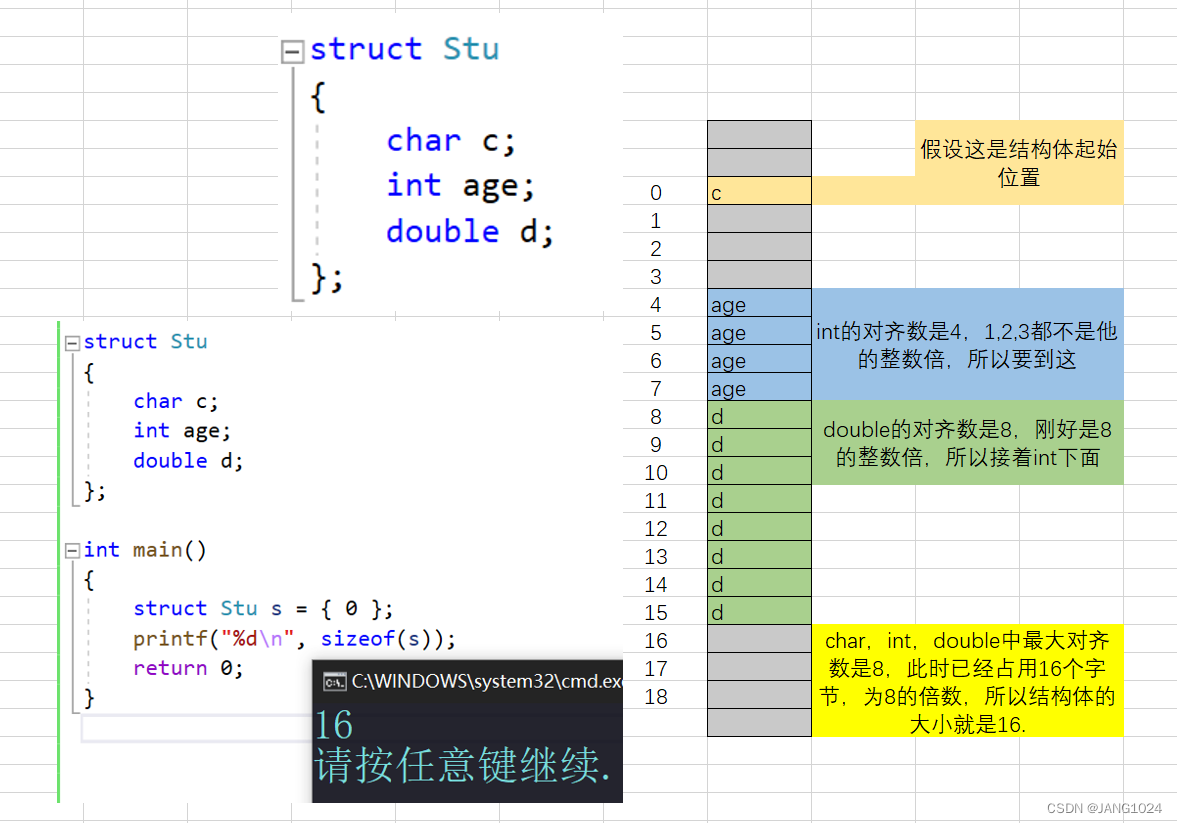 struct Stu
{
char c;
int age;
double d;
};
struct Stu
{
char c;
int age;
double d;
};
int main()
{
struct Stu s = { 0 };
printf("%d\n", sizeof(s));
return 0;
}
C:\WINDOWS\system32\cmd.exe
16
请按任意键继续.
假设这是结构体起始
位置
0 c
1
2
3
4 age
5 age
6 age
7 age
int的对齐数是4，1,2,3都不是他
的整数倍，所以要到这
8 d
9 d
10 d
11 d
12 d
13 d
14 d
15 d
double的对齐数是8，刚好是8
的整数倍，所以接着int下面
16
17
18
char，int，double中最大对齐
数是8，此时已经占用16个字
节，为8的倍数，所以结构体的
大小就是16.
CSDN @JANG1024